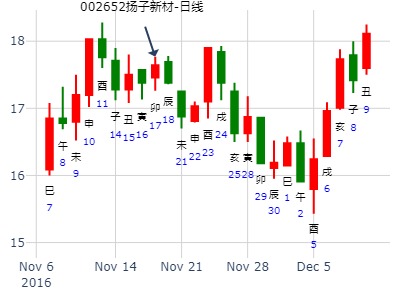 002652扬子新材-日线
18
17
16
15
巳
7
午
8
未
9
申
10
酉
11
子
14
丑
15
寅
16
卯
17
辰
18
未
21
申
22
酉
23
戌
24
亥
25
子
28
卯
29
辰
30
巳
1
午
2
酉
5
戌
6
亥
7
子
8
丑
9
Nov 6
2016
Nov 14
Nov 21
Nov 28
Dec 5